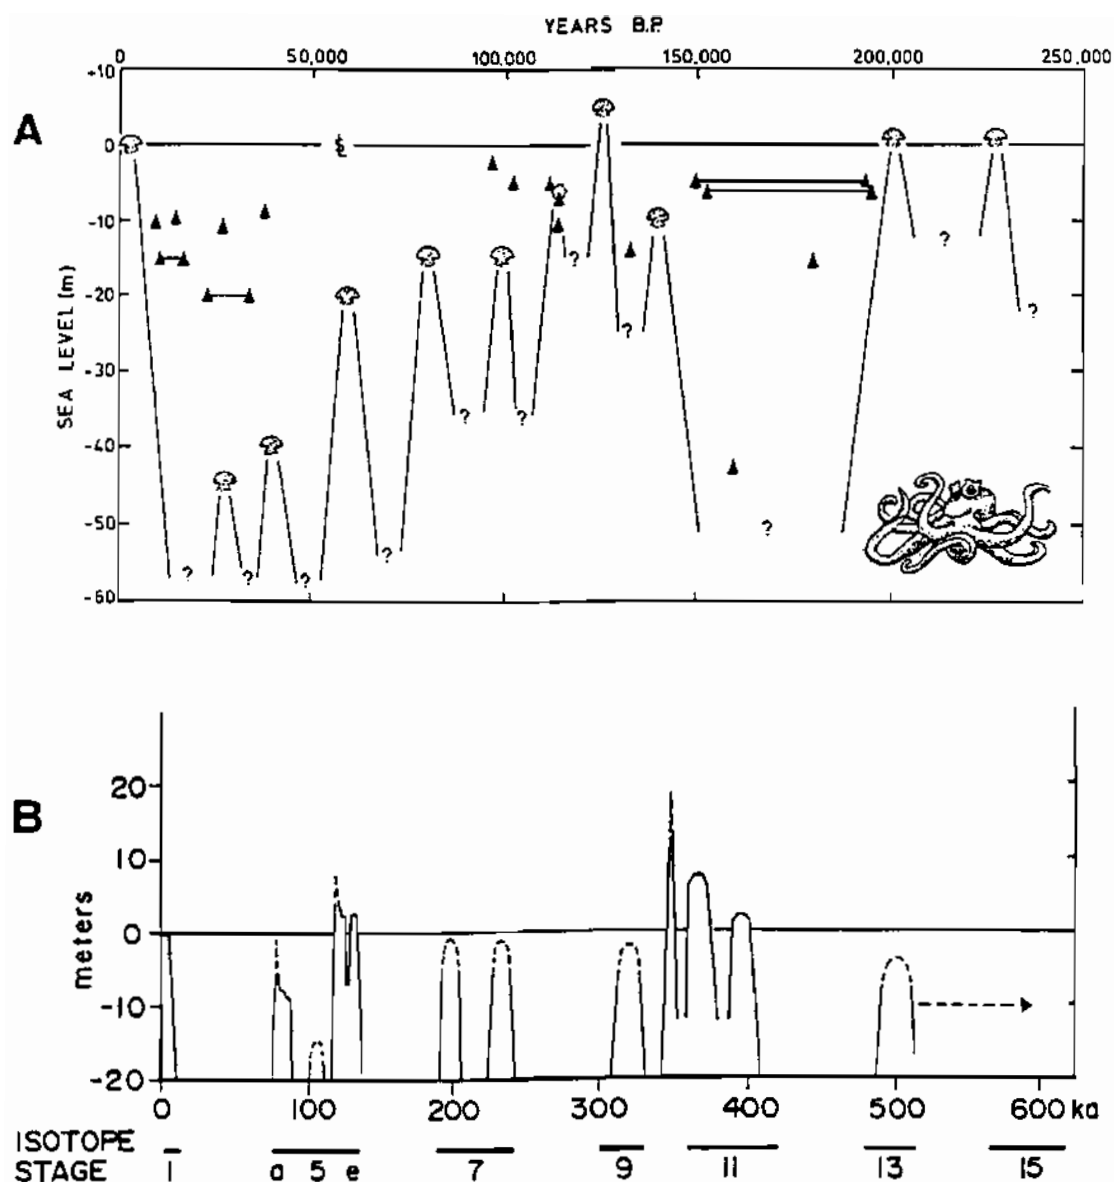 YEARS B.P.
0 50,000 100,000 150,000 200,000 250,000
+10
A
0
-10
-20
-30
-40
-50
-60
SEA LEVEL (m)
? ? ? ? ? ? ? ? ? ? ?
B
20
10
0
-10
-20
meters
0 100 200 300 400 500 600 ka
ISOTOPE
STAGE 1 a 5 e 7 9 11 13 15